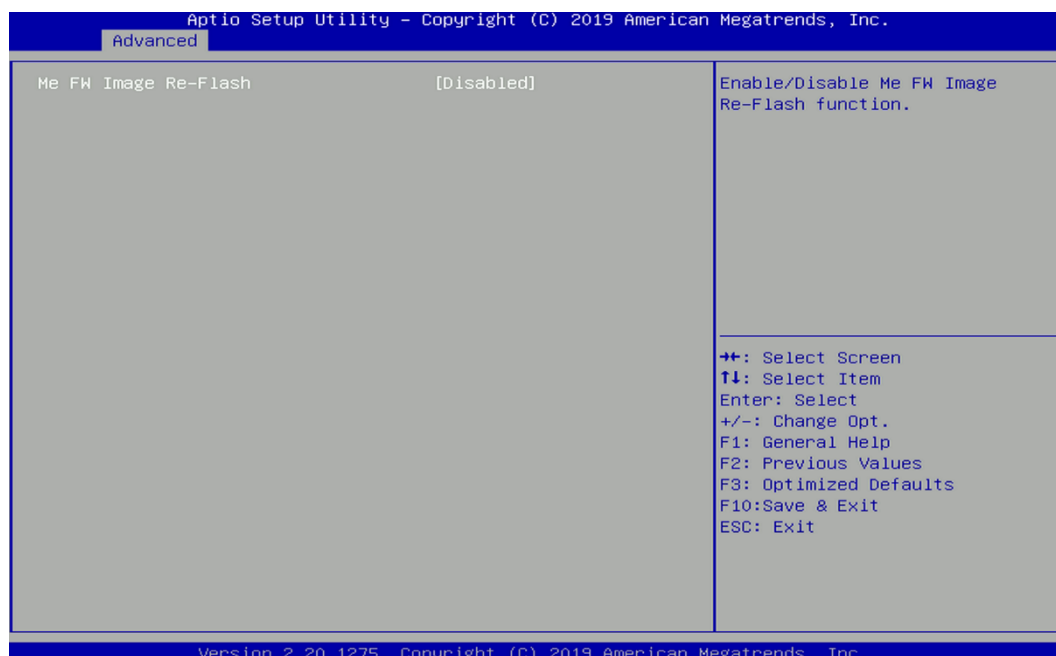 Aptio Setup Utility – Copyright (C) 2019 American Megatrends, Inc.
Advanced
Me FW Image Re-Flash [Disabled]
Enable/Disable Me FW Image
Re-Flash function.
→←: Select Screen
↑↓: Select Item
Enter: Select
+/-: Change Opt.
F1: General Help
F2: Previous Values
F3: Optimized Defaults
F10:Save & Exit
ESC: Exit
Version 2.20.1275. Copyright (C) 2019 American Megatrends, Inc.